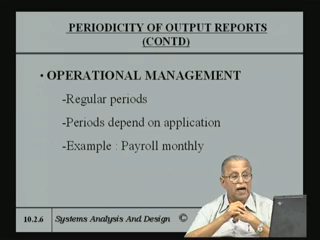 PERIODICITY OF OUTPUT REPORTS
(CONTD)
• OPERATIONAL MANAGEMENT
-Regular periods
-Periods depend on application
-Example : Payroll monthly
10.2.6 Systems Analysis And Design ©